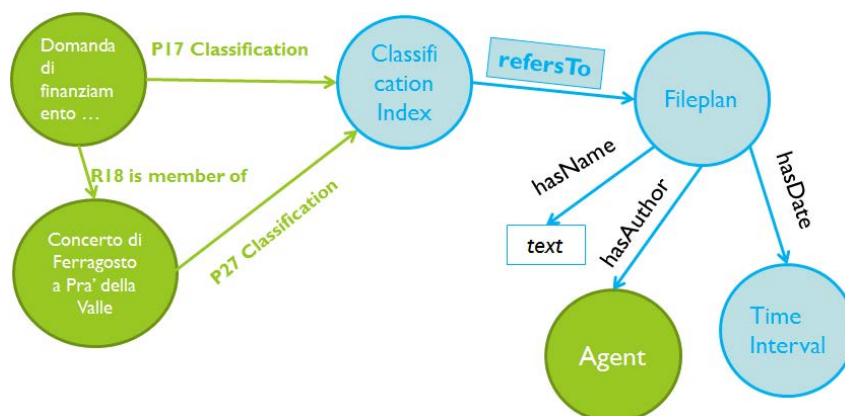 Domanda
di
finanziam
ento ...
P17 Classification
Classifi
cation
Index
refersTo
Fileplan
R18 is member of
Concerto di
Ferragosto
a Pra' della
Valle
P27 Classification
hasName
hasAuthor
hasDate
text
Agent
Time
Interval